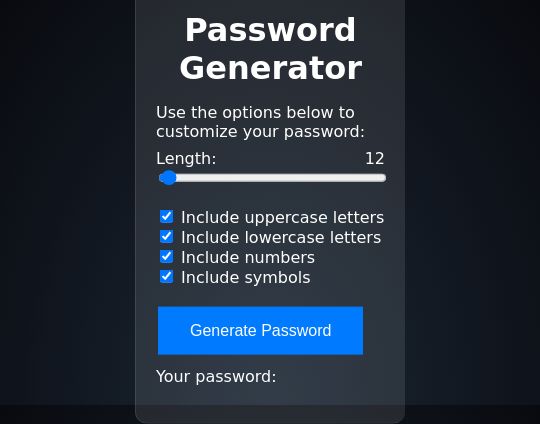 Password
Generator
Use the options below to
customize your password:
Length: 12
Include uppercase letters
Include lowercase letters
Include numbers
Include symbols
Generate Password
Your password: